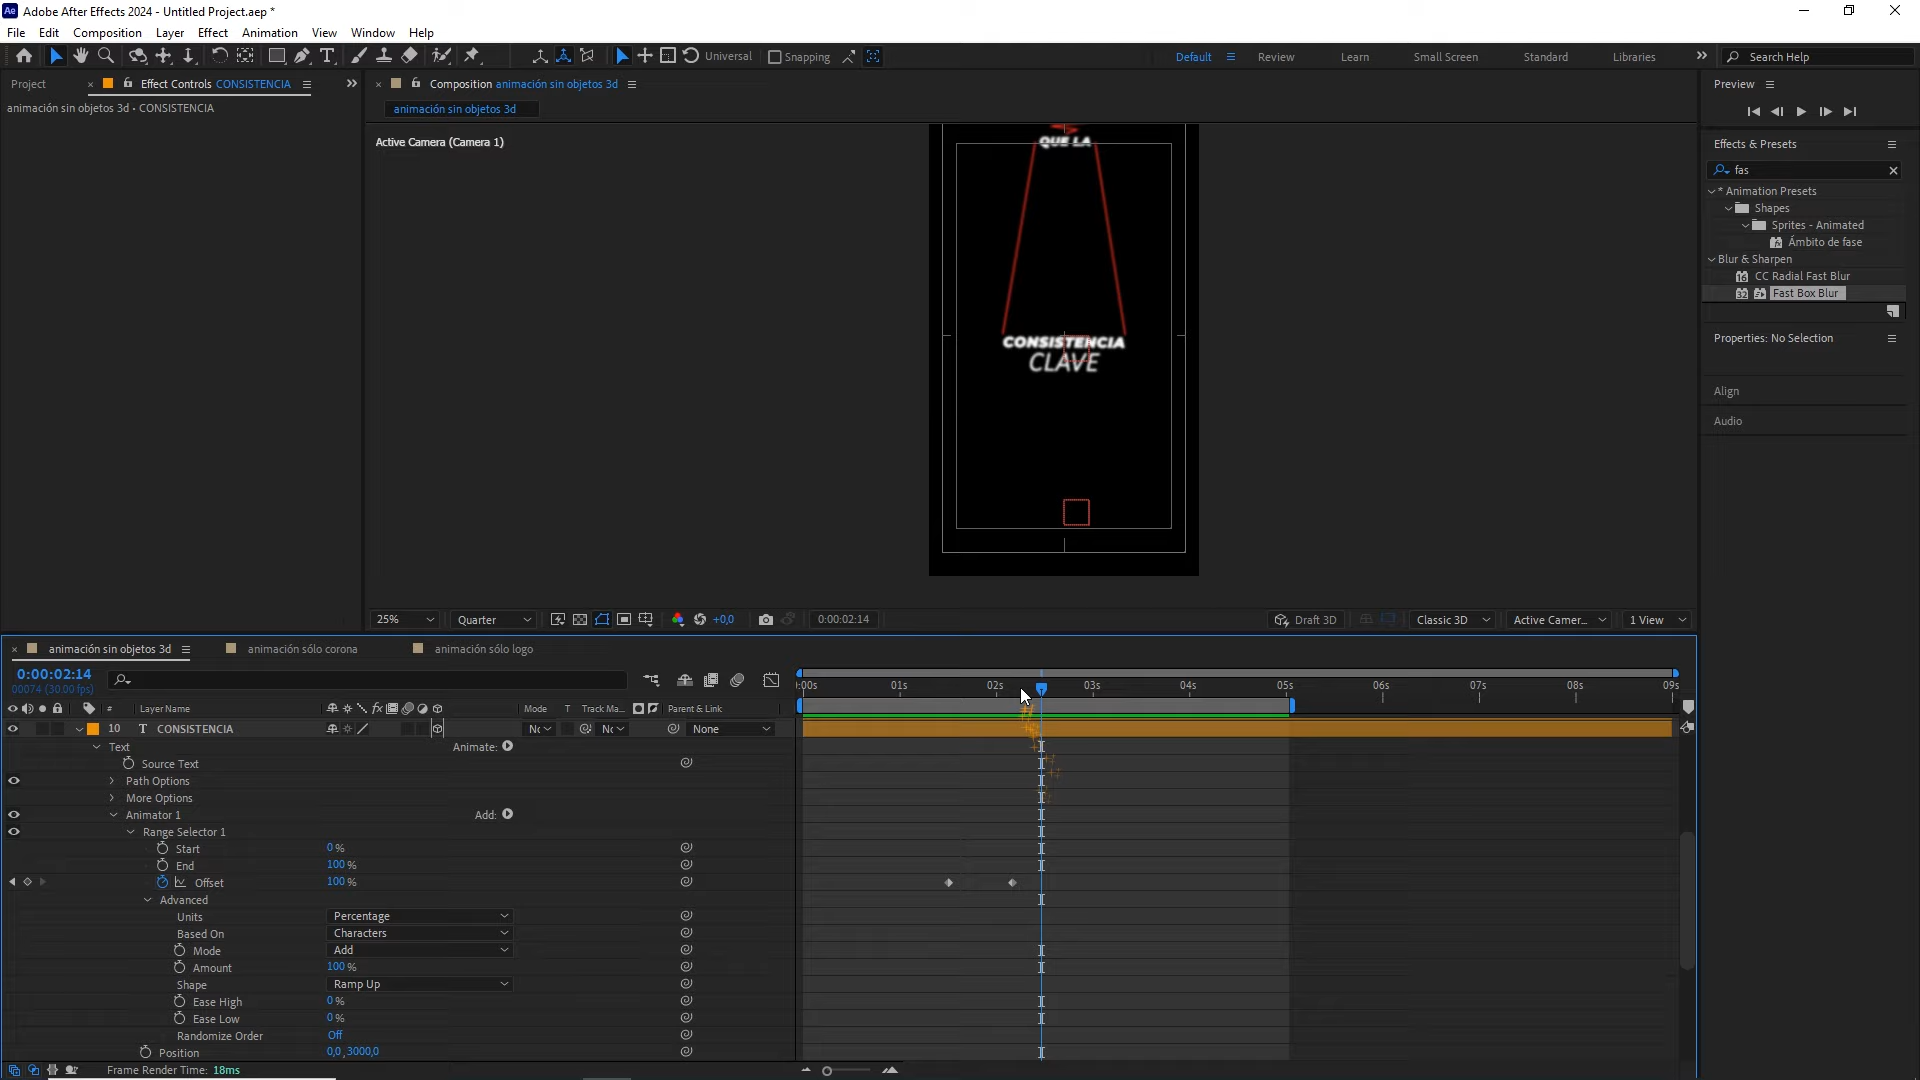 Adobe After Effects 2024 - Untitled Project.aep *
File Edit Composition Layer Effect Animation View Window Help
Universal Snapping Default Review Learn Small Screen Standard Libraries Search Help
Project Effect Controls CONSISTENCIA
animación sin objetos 3d • CONSISTENCIA
Composition animación sin objetos 3d
animación sin objetos 3d
Active Camera (Camera 1)
QUE LA
CONSISTENCIA
CLAVE
25% Quarter +0,0 0:00:02:14 Draft 3D Classic 3D Active Camer... 1 View
Preview
Effects & Presets
fas
* Animation Presets
Shapes
Sprites - Animated
Ámbito de fase
Blur & Sharpen
CC Radial Fast Blur
Fast Box Blur
Properties: No Selection
Align
Audio
animación sin objetos 3d animación sólo corona animación sólo logo
0:00:02:14
00074 (30.00 fps)
:00s 01s 02s 03s 04s 05s 06s 07s 08s 09s
# Layer Name Mode T Track Ma... Parent & Link
10 T CONSISTENCIA None
Text Animate:
Source Text
Path Options
More Options
Animator 1 Add:
Range Selector 1
Start 0%
End 100%
Offset 100%
Advanced
Units Percentage
Based On Characters
Mode Add
Amount 100%
Shape Ramp Up
Ease High 0%
Ease Low 0%
Randomize Order Off
Position 0,0,3000,0
Frame Render Time: 18ms